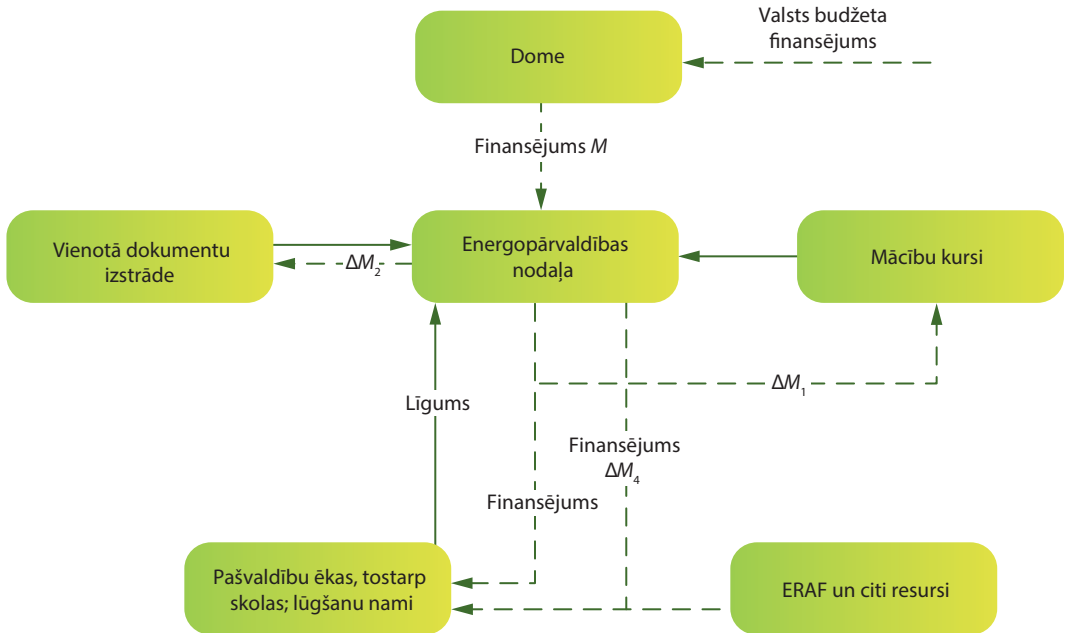 Valsts budžeta
finansējums
Dome
Finansējums M
Vienotā dokumentu
izstrāde
ΔM₂
Energopārvaldības
nodaļa
Mācību kursi
ΔM₁
Līgums
Finansējums
ΔM₄
Finansējums
Pašvaldību ēkas, tostarp
skolas; lūgšanu nami
ERAF un citi resursi